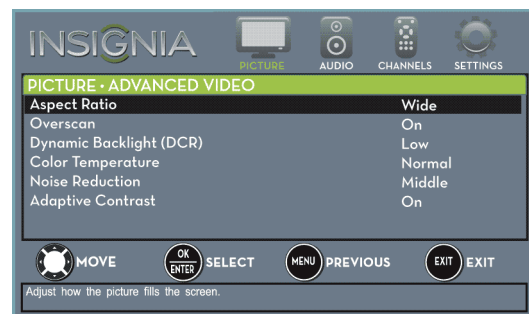 INSIGNIA
PICTURE AUDIO CHANNELS SETTINGS
PICTURE • ADVANCED VIDEO
Aspect Ratio Wide
Overscan On
Dynamic Backlight (DCR) Low
Color Temperature Normal
Noise Reduction Middle
Adaptive Contrast On
MOVE OK ENTER SELECT MENU PREVIOUS EXIT EXIT
Adjust how the picture fills the screen.